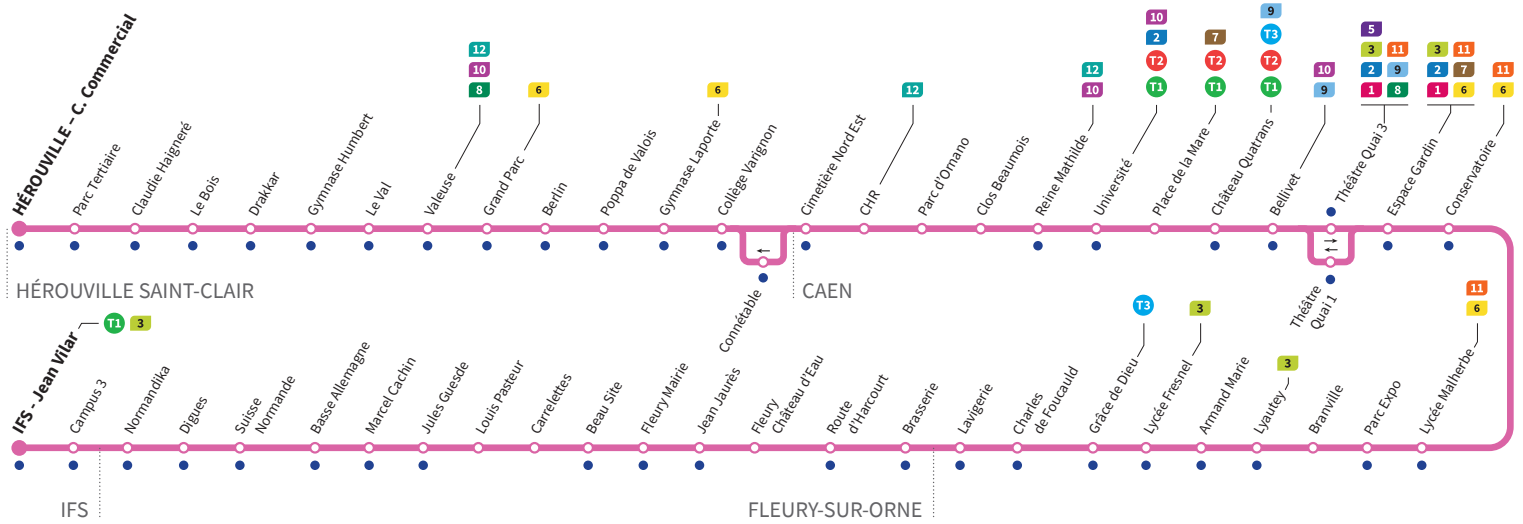 HÉROUVILLE – C. Commercial
Parc Tertiaire
Claudie Haigneré
Le Bois
Drakkar
Gymnase Humbert
Le Val
Valeuse
12
10
8
Grand Parc
6
Berlin
Poppa de Valois
Gymnase Laporte
6
Collège Varignon
Connétable
←
Cimetière Nord Est
CHR
12
Parc d'Ornano
Clos Beaumois
Reine Mathilde
12
10
Université
10
2
T2
T1
Place de la Mare
7
T2
T1
Château Quatrans
9
T3
T2
T1
Bellivet
10
9
Théâtre Quai 3
5
3 11
2 9
1 8
→
←
Théâtre
Quai 1
Espace Gardin
3 11
2 7
1 6
Conservatoire
11
6
HÉROUVILLE SAINT-CLAIR
CAEN
IFS - Jean Vilar
T1 3
Campus 3
Normandika
Digues
Suisse
Normande
Basse Allemagne
Marcel Cachin
Jules Guesde
Louis Pasteur
Carrelettes
Beau Site
Fleury Mairie
Jean Jaurès
Fleury
Château d'Eau
Route
d'Harcourt
Brasserie
Lavigerie
Charles
de Foucauld
Grâce de Dieu
T3
Lycée Fresnel
3
Armand Marie
Lyautey
3
Branville
Parc Expo
Lycée Malherbe
11
6
IFS
FLEURY-SUR-ORNE